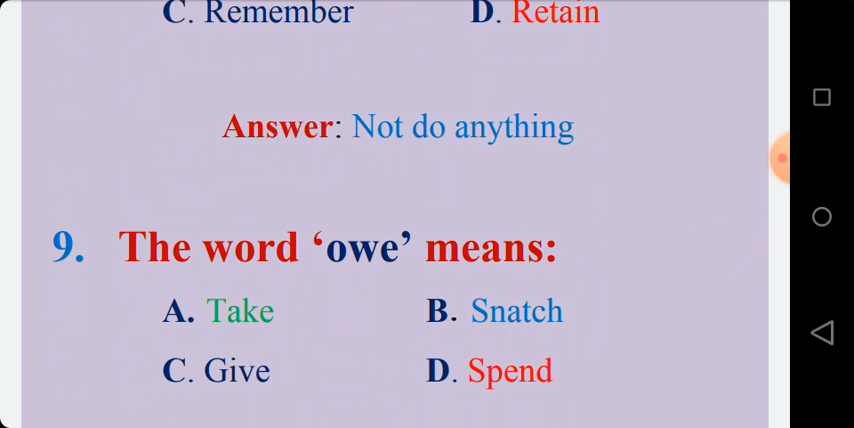 C. Remember D. Retain
Answer: Not do anything
9. The word ‘owe’ means:
A. Take B. Snatch
C. Give D. Spend